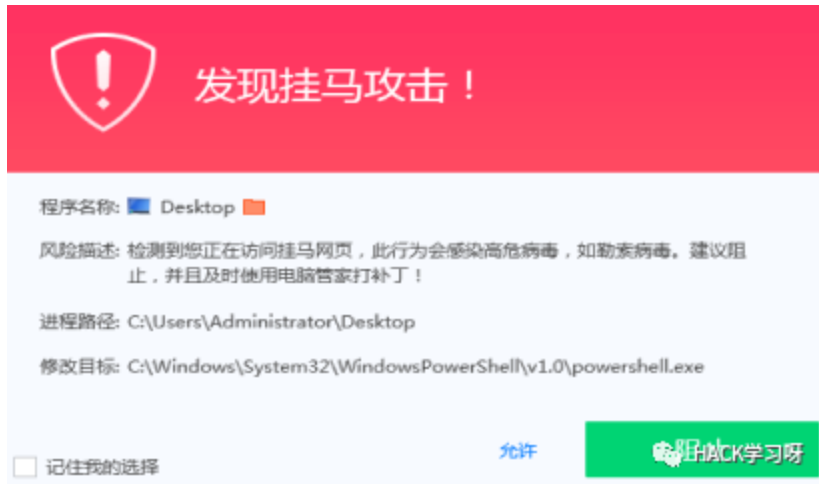 发现挂马攻击！
程序名称: Desktop
风险描述: 检测到您正在访问挂马网页，此行为会感染高危病毒，如勒索病毒。建议阻
止，并且及时使用电脑管家打补丁！
进程路径: C:\Users\Administrator\Desktop
修改目标: C:\Windows\System32\WindowsPowerShell\v1.0\powershell.exe
记住我的选择
允许
阻止
HACK学习呀